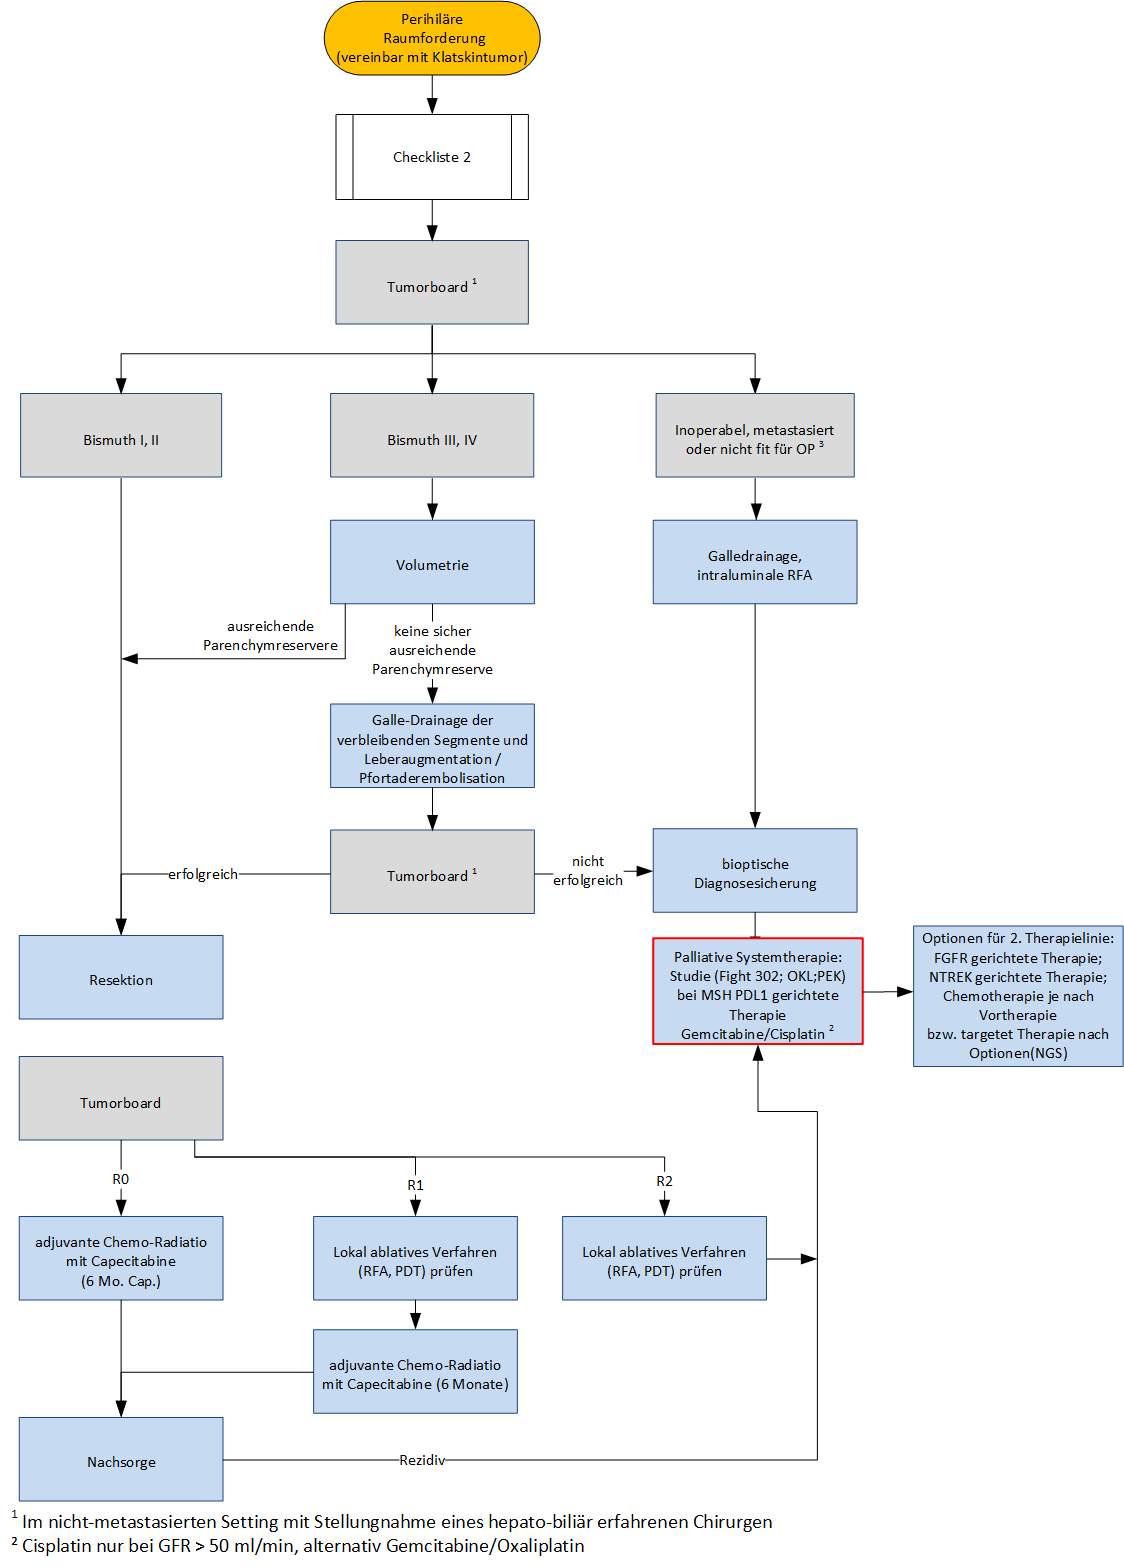 Perihiläre
Raumforderung
(vereinbar mit Klatskintumor)
Checkliste 2
Tumorboard 1
Bismuth I, II
Bismuth III, IV
Inoperabel, metastasiert
oder nicht fit für OP 3
Volumetrie
Galledrainage,
intraluminale RFA
ausreichende
Parenchymreservere
keine sicher
ausreichende
Parenchymreserve
Galle-Drainage der
verbleibenden Segmente und
Leberaugmentation /
Pfortaderembolisation
erfolgreich
Tumorboard 1
nicht
erfolgreich
bioptische
Diagnosesicherung
Resektion
Palliative Systemtherapie:
Studie (Fight 302; OKL;PEK)
bei MSH PDL1 gerichtete
Therapie
Gemcitabine/Cisplatin 2
Optionen für 2. Therapielinie:
FGFR gerichtete Therapie;
NTREK gerichtete Therapie;
Chemotherapie je nach
Vortherapie
bzw. targetet Therapie nach
Optionen(NGS)
Tumorboard
R0
R1
R2
adjuvante Chemo-Radiatio
mit Capecitabine
(6 Mo. Cap.)
Lokal ablatives Verfahren
(RFA, PDT) prüfen
Lokal ablatives Verfahren
(RFA, PDT) prüfen
adjuvante Chemo-Radiatio
mit Capecitabine (6 Monate)
Nachsorge
Rezidiv
1 Im nicht-metastasierten Setting mit Stellungnahme eines hepato-biliär erfahrenen Chirurgen
2 Cisplatin nur bei GFR > 50 ml/min, alternativ Gemcitabine/Oxaliplatin